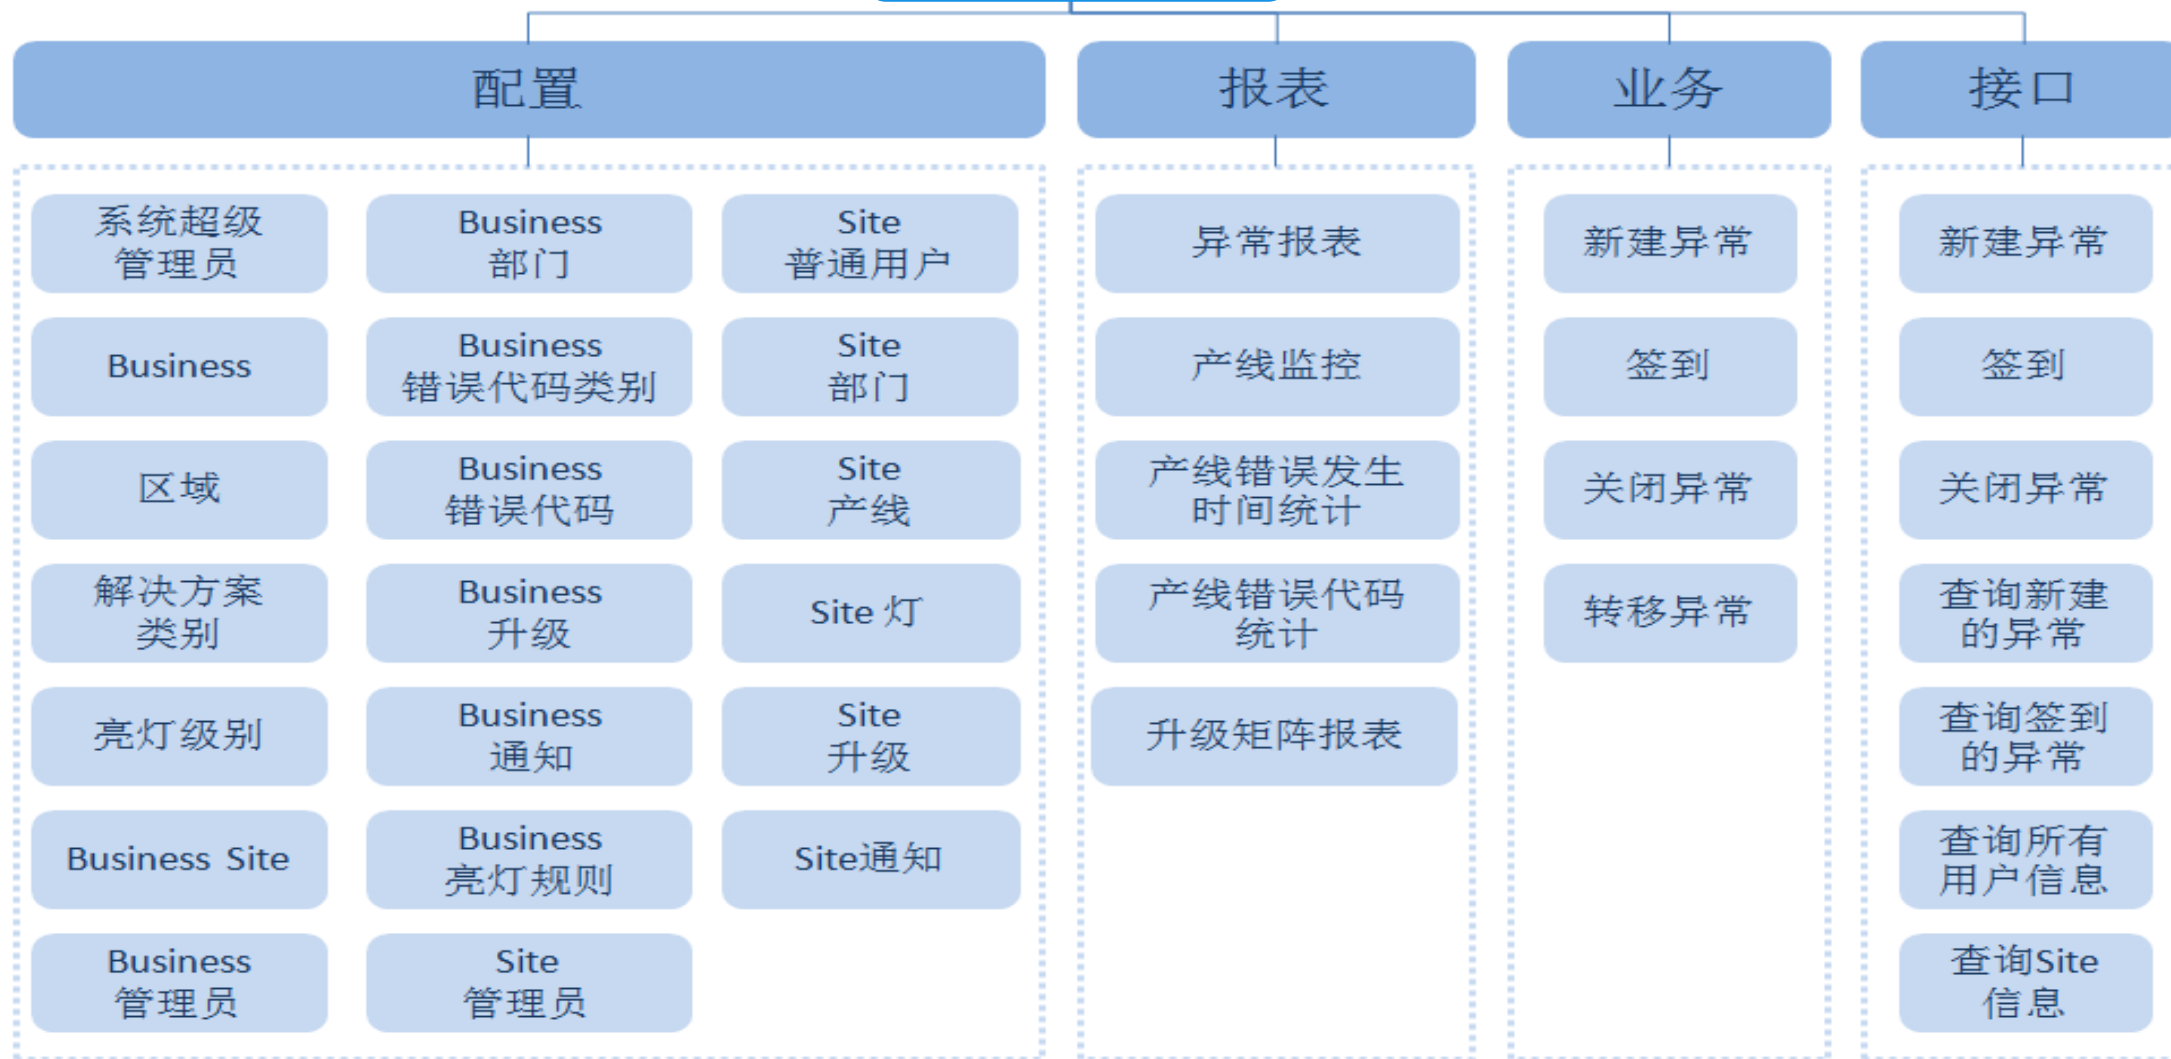 配置
报表
业务
接口
系统超级
管理员
Business
部门
Site
普通用户
Business
Business
错误代码类别
Site
部门
区域
Business
错误代码
Site
产线
解决方案
类别
Business
升级
Site 灯
亮灯级别
Business
通知
Site
升级
Business Site
Business
亮灯规则
Site通知
Business
管理员
Site
管理员
异常报表
产线监控
产线错误发生
时间统计
产线错误代码
统计
升级矩阵报表
新建异常
签到
关闭异常
转移异常
新建异常
签到
关闭异常
查询新建
的异常
查询签到
的异常
查询所有
用户信息
查询Site
信息